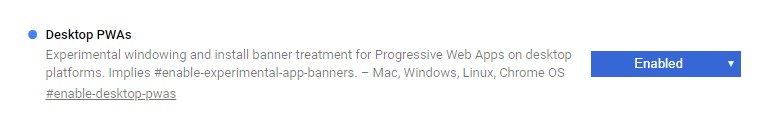 Desktop PWAs
Experimental windowing and install banner treatment for Progressive Web Apps on desktop
platforms. Implies #enable-experimental-app-banners. – Mac, Windows, Linux, Chrome OS
Enabled
#enable-desktop-pwas